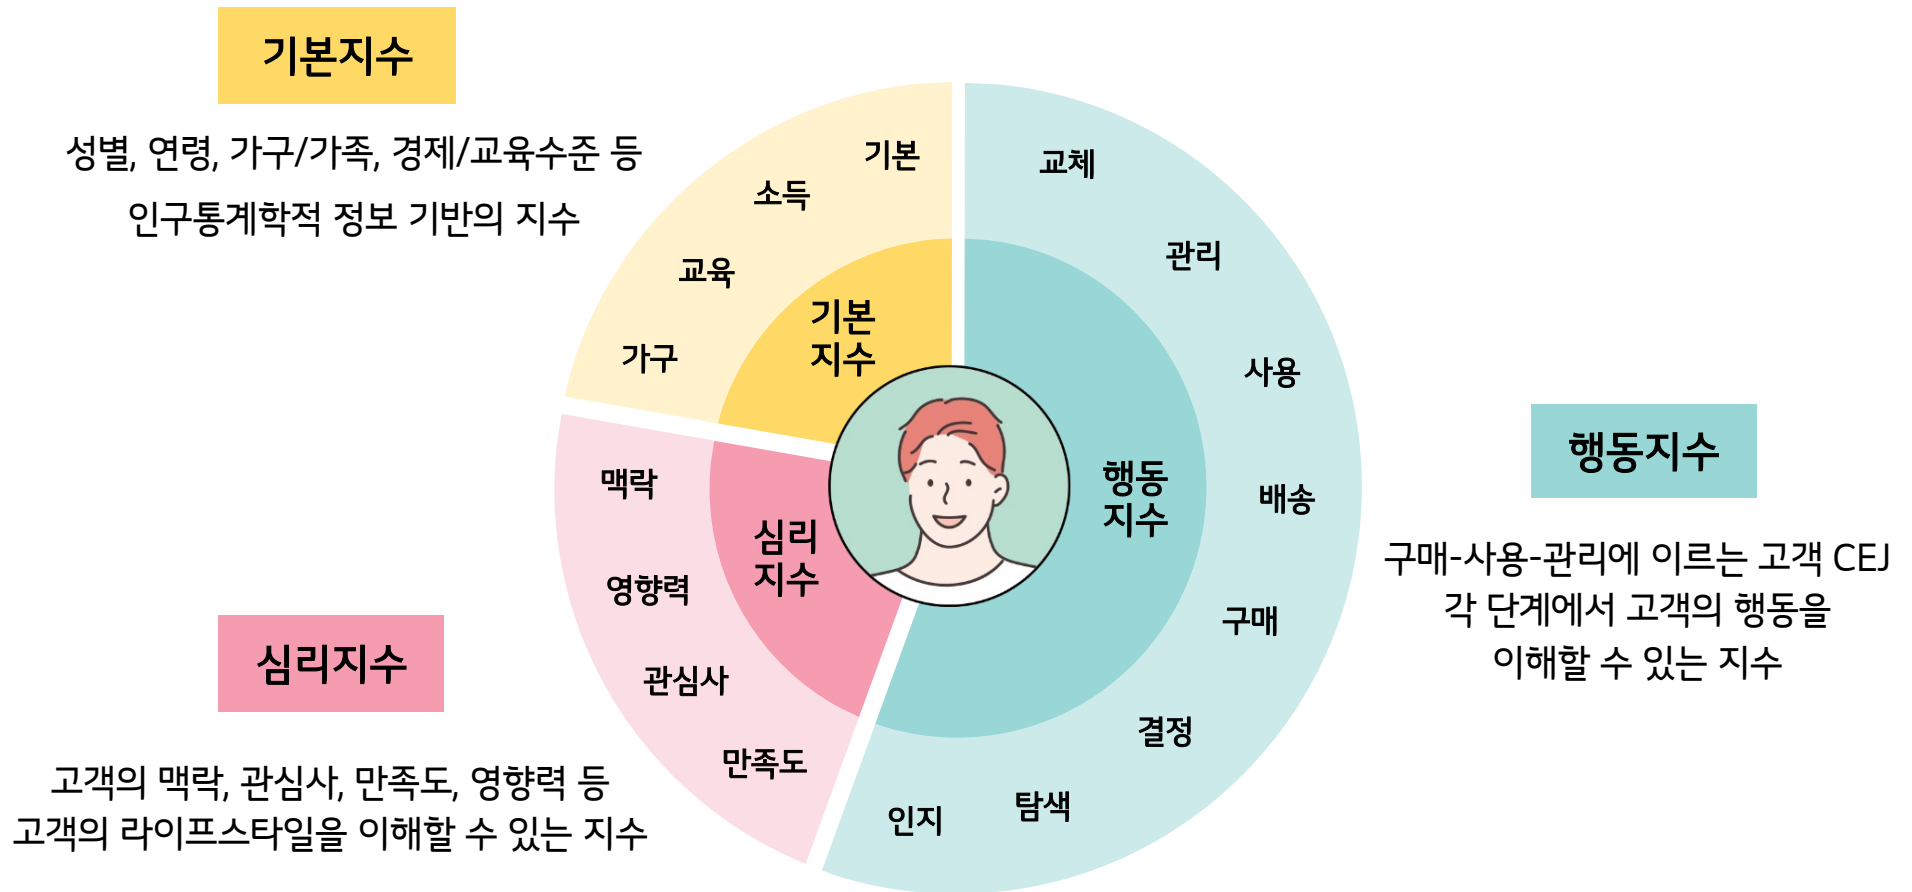 기본지수
성별, 연령, 가구/가족, 경제/교육수준 등
인구통계학적 정보 기반의 지수
기본
소득
교육
가구
기본
지수
교체
관리
사용
배송
구매
결정
탐색
인지
행동
지수
행동지수
구매-사용-관리에 이르는 고객 CEJ
각 단계에서 고객의 행동을
이해할 수 있는 지수
맥락
영향력
관심사
만족도
심리
지수
심리지수
고객의 맥락, 관심사, 만족도, 영향력 등
고객의 라이프스타일을 이해할 수 있는 지수